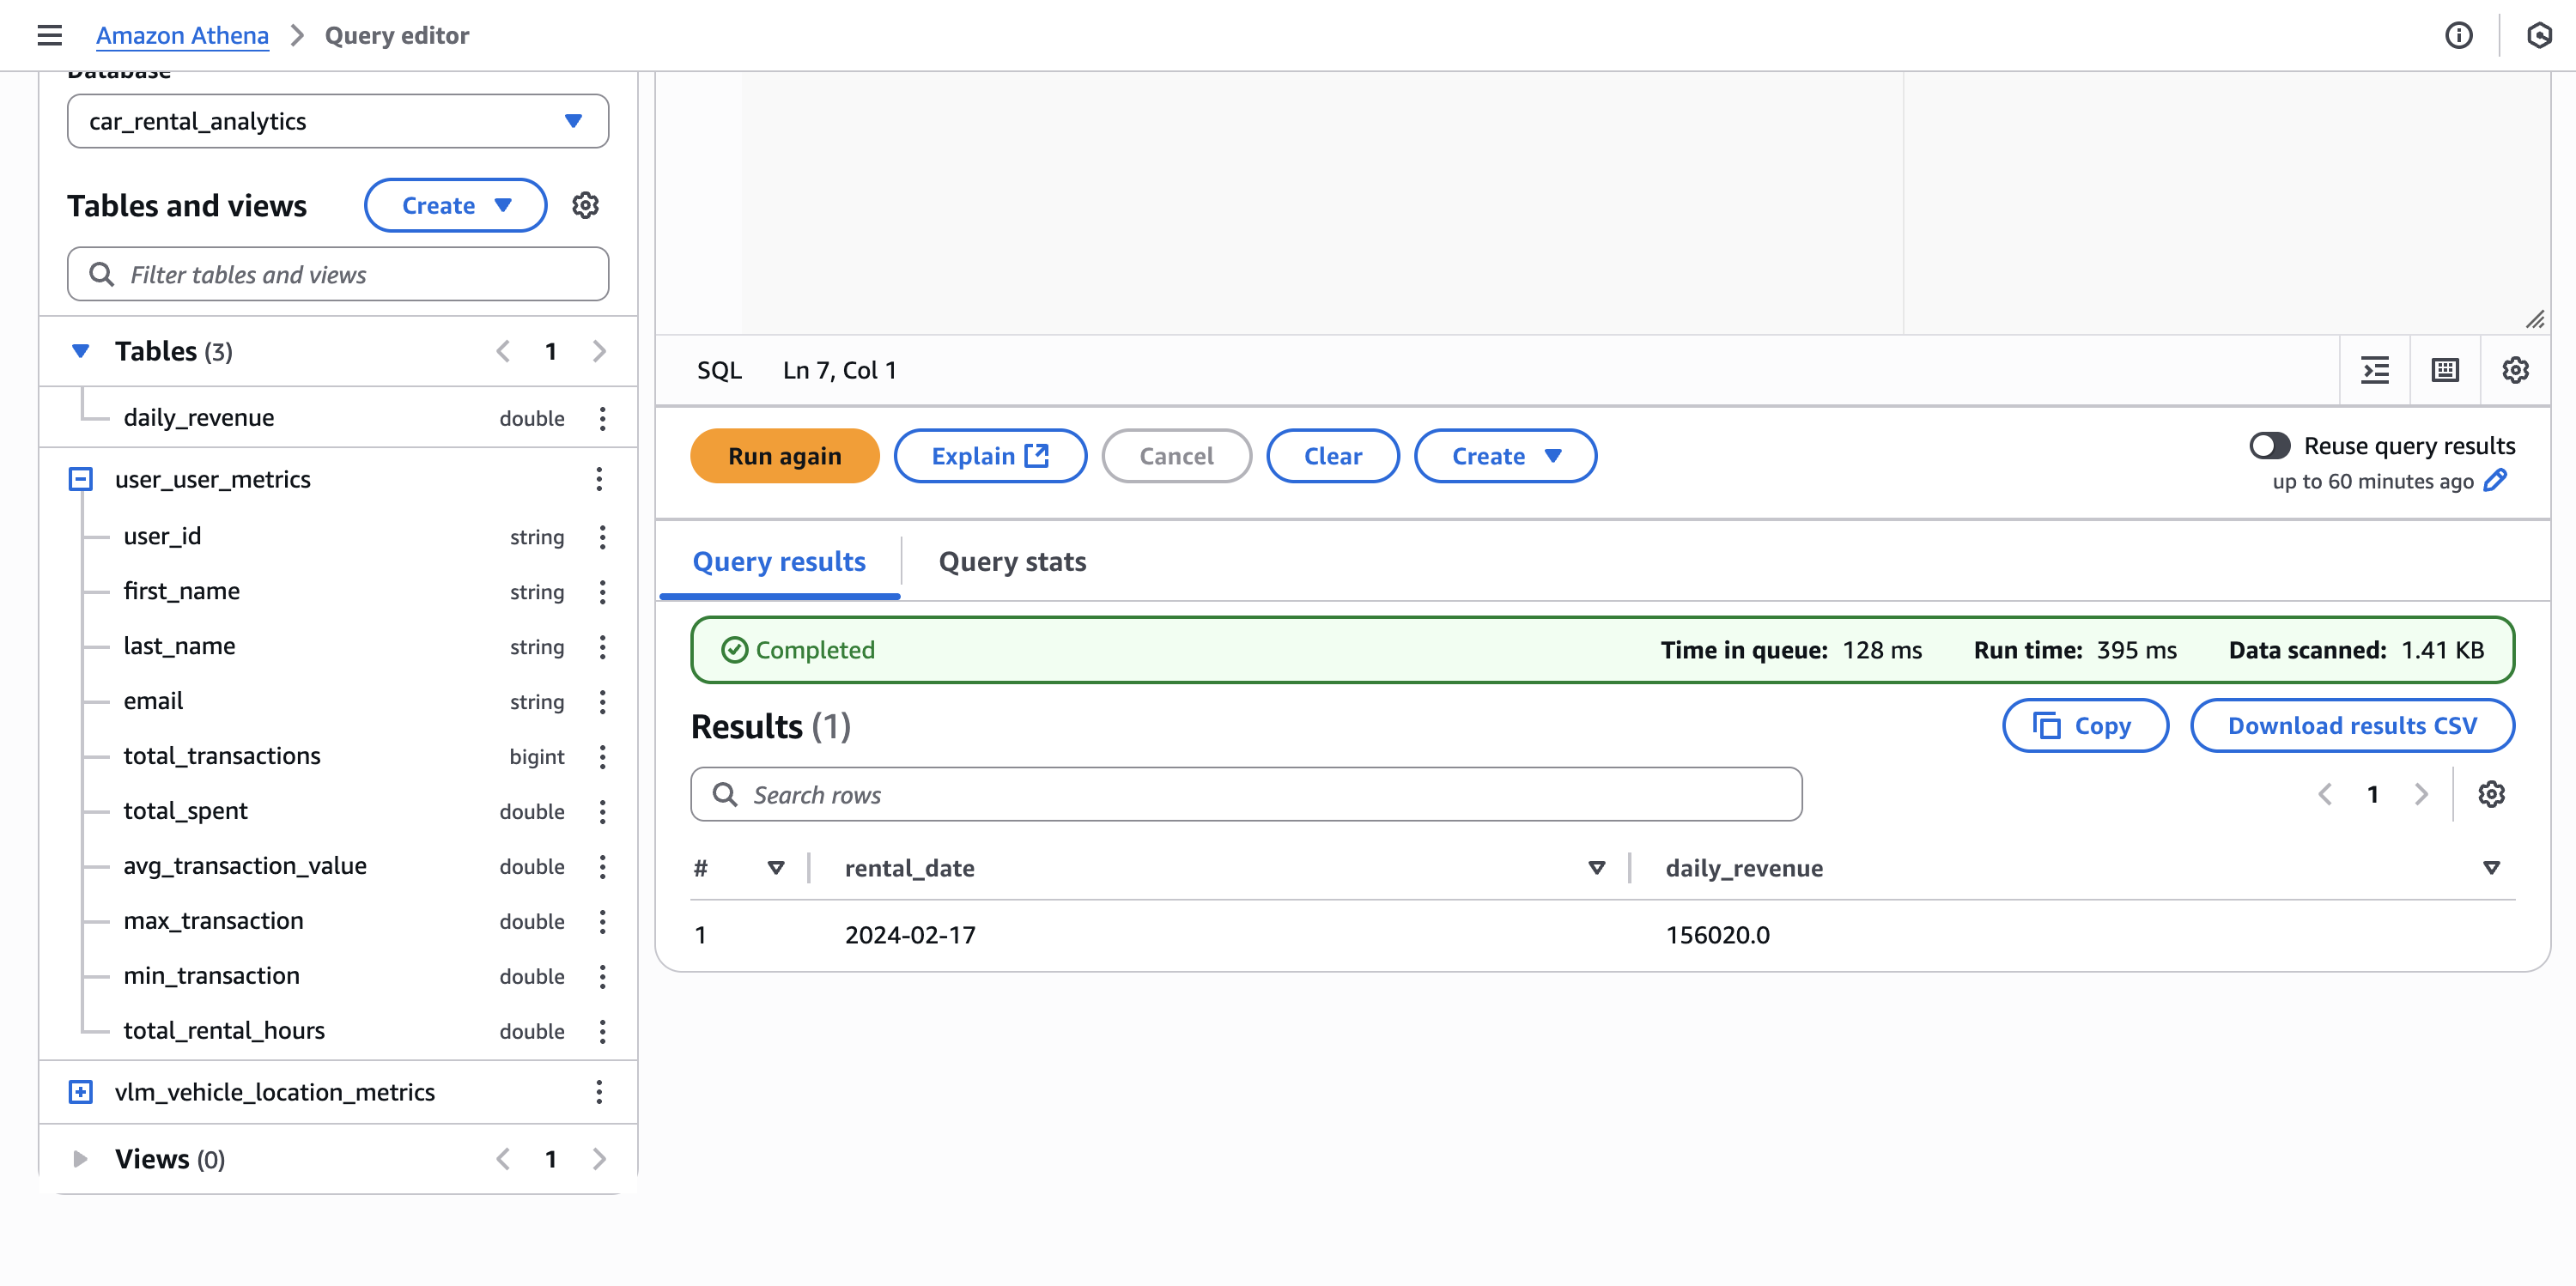 Amazon Athena > Query editor
Database
car_rental_analytics
Tables and views
Create
Filter tables and views
Tables (3)
1
daily_revenue double
user_user_metrics
user_id string
first_name string
last_name string
email string
total_transactions bigint
total_spent double
avg_transaction_value double
max_transaction double
min_transaction double
total_rental_hours double
vlm_vehicle_location_metrics
Views (0)
1
SQL Ln 7, Col 1
Run again
Explain
Cancel
Clear
Create
Reuse query results
up to 60 minutes ago
Query results
Query stats
Completed
Time in queue: 128 ms
Run time: 395 ms
Data scanned: 1.41 KB
Results (1)
Copy
Download results CSV
Search rows
1
# rental_date daily_revenue
1 2024-02-17 156020.0